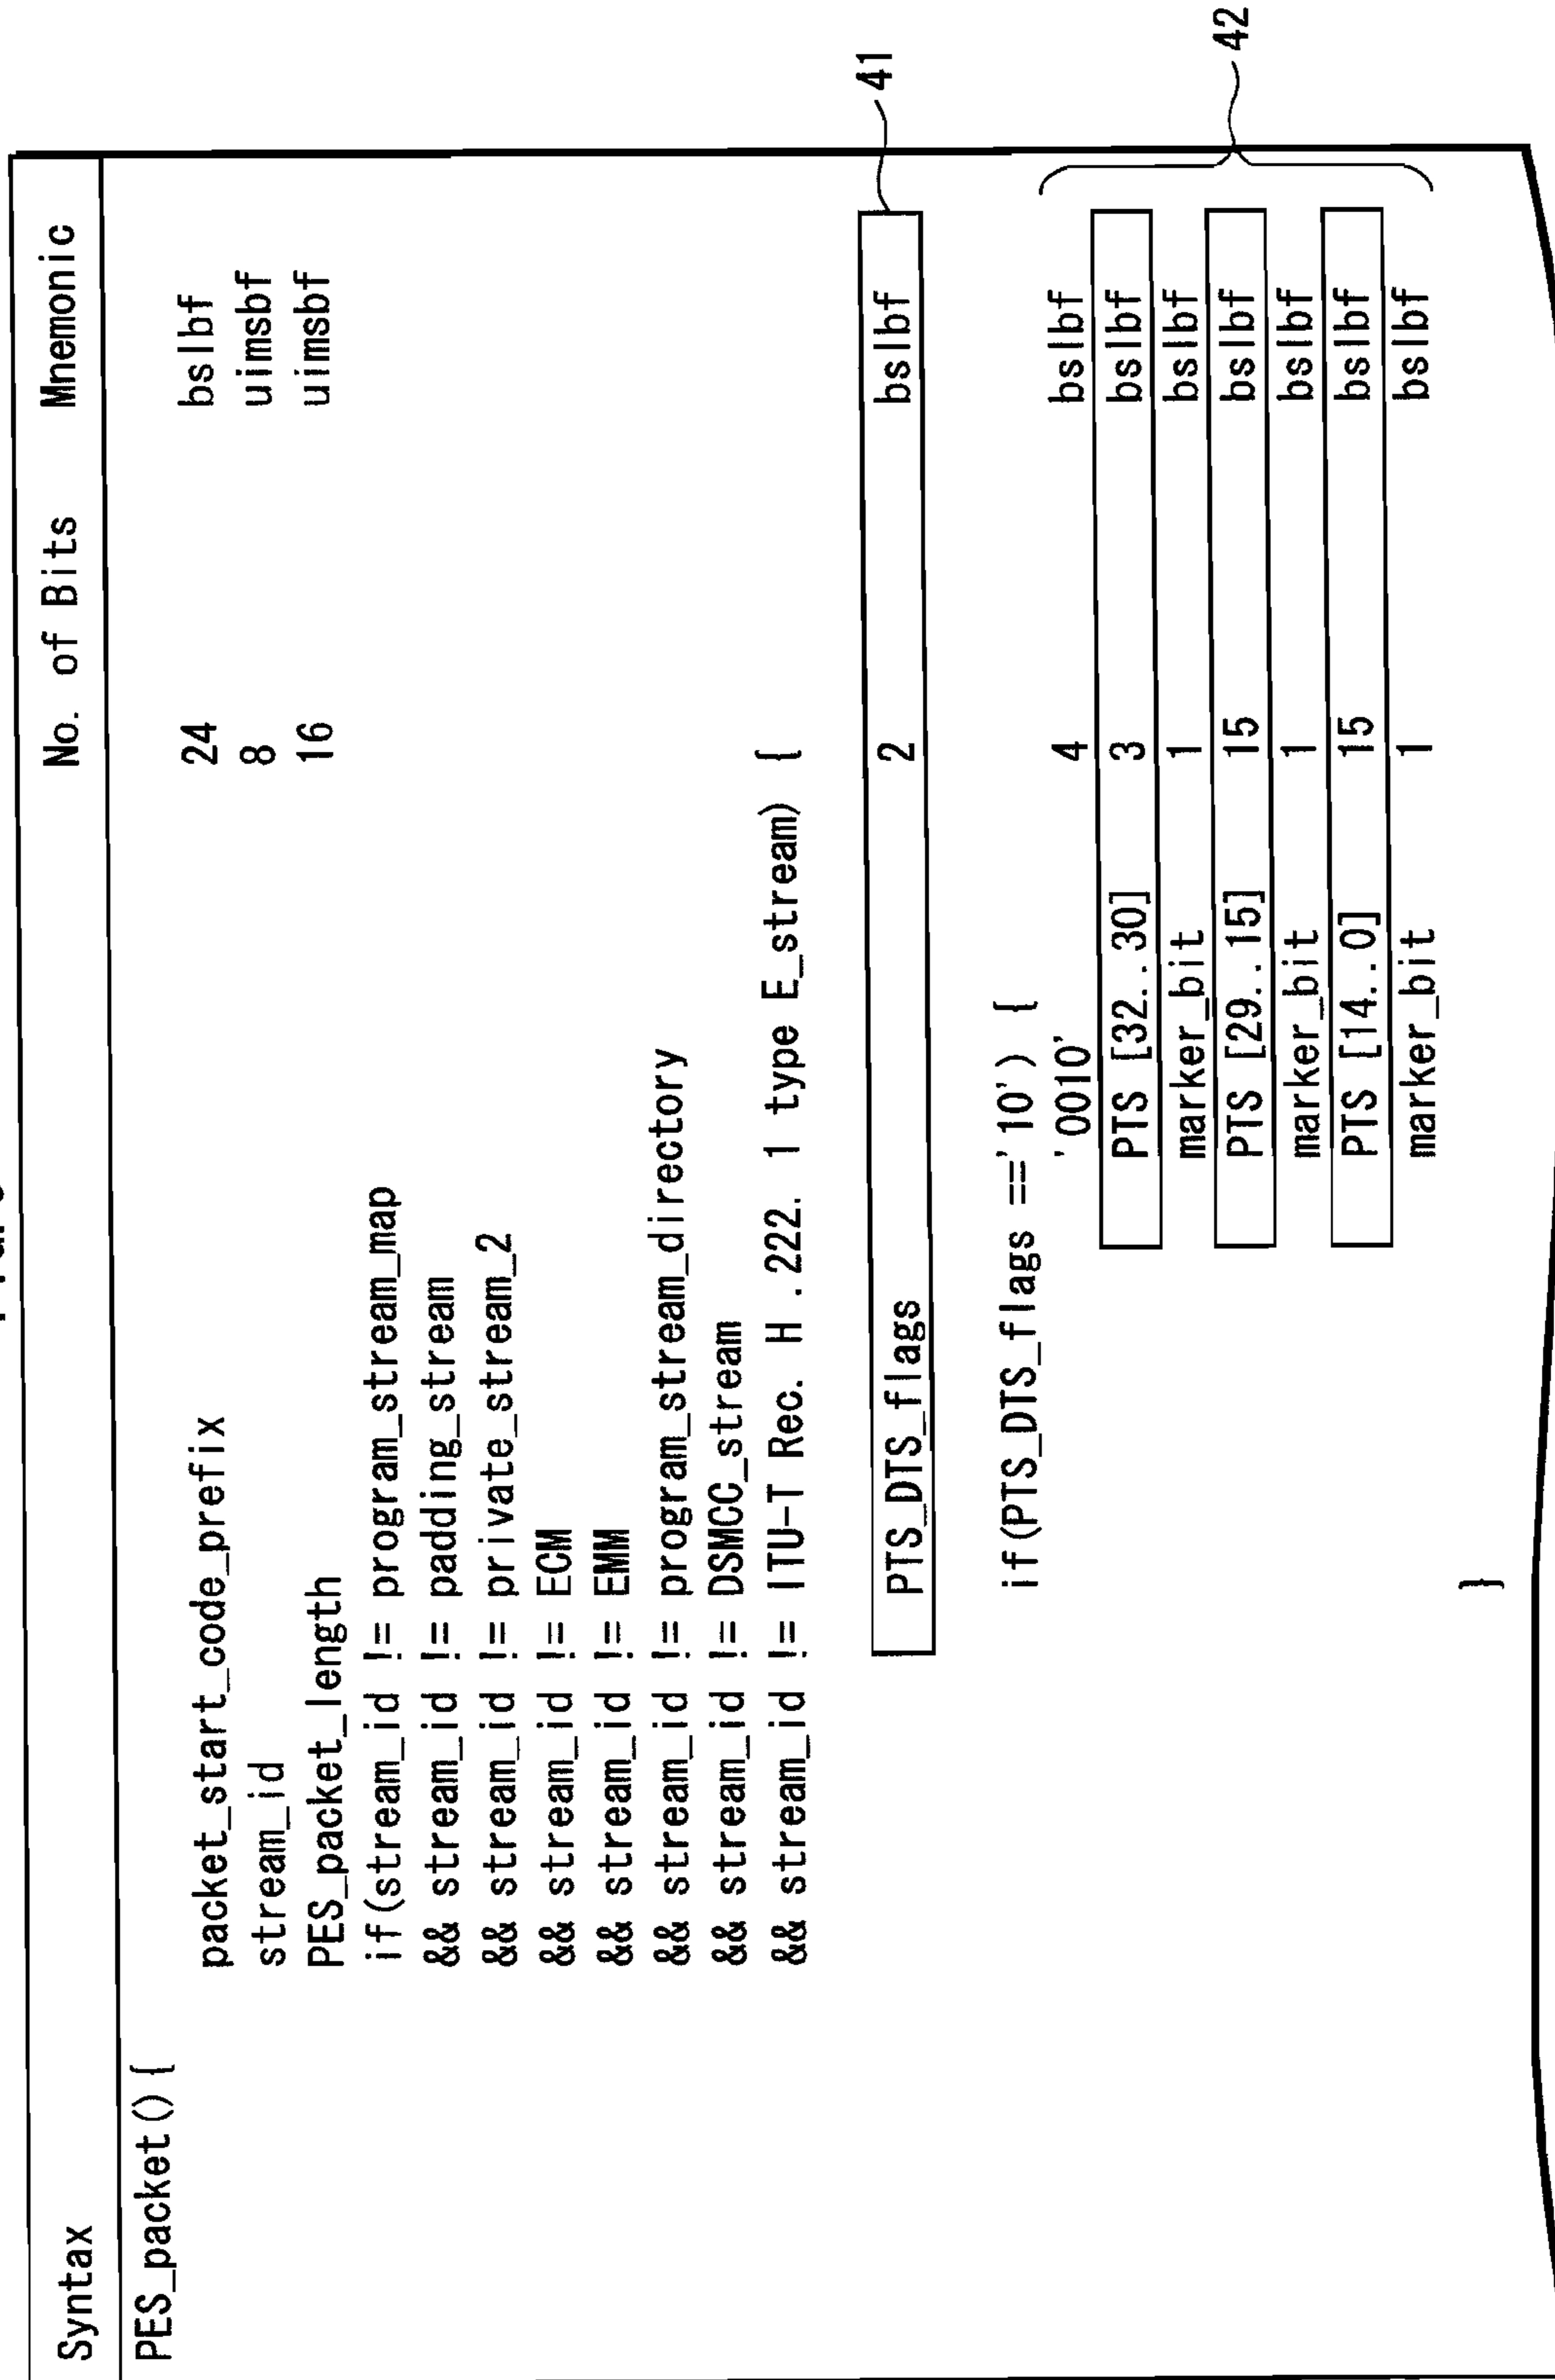 Syntax No. of Bits Mnemonic
PES_packet() {
packet_start_code_prefix 24 bslbf
stream_id 8 uimsbf
PES_packet_length 16 uimsbf
if(stream_id != program_stream_map
&& stream_id != padding_stream
&& stream_id != private_stream_2
&& stream_id != ECM
&& stream_id != EMM
&& stream_id != program_stream_directory
&& stream_id != DSMCC_stream
&& stream_id != ITU-T Rec. H .222. 1 type E_stream) {
PTS_DTS_flags 2 bslbf 41
if(PTS_DTS_flags =='10') {
'0010' 4 bslbf
PTS [32..30] 3 bslbf
marker_bit 1 bslbf
PTS [29..15] 15 bslbf 42
marker_bit 1 bslbf
PTS [14..0] 15 bslbf
marker_bit 1 bslbf
}